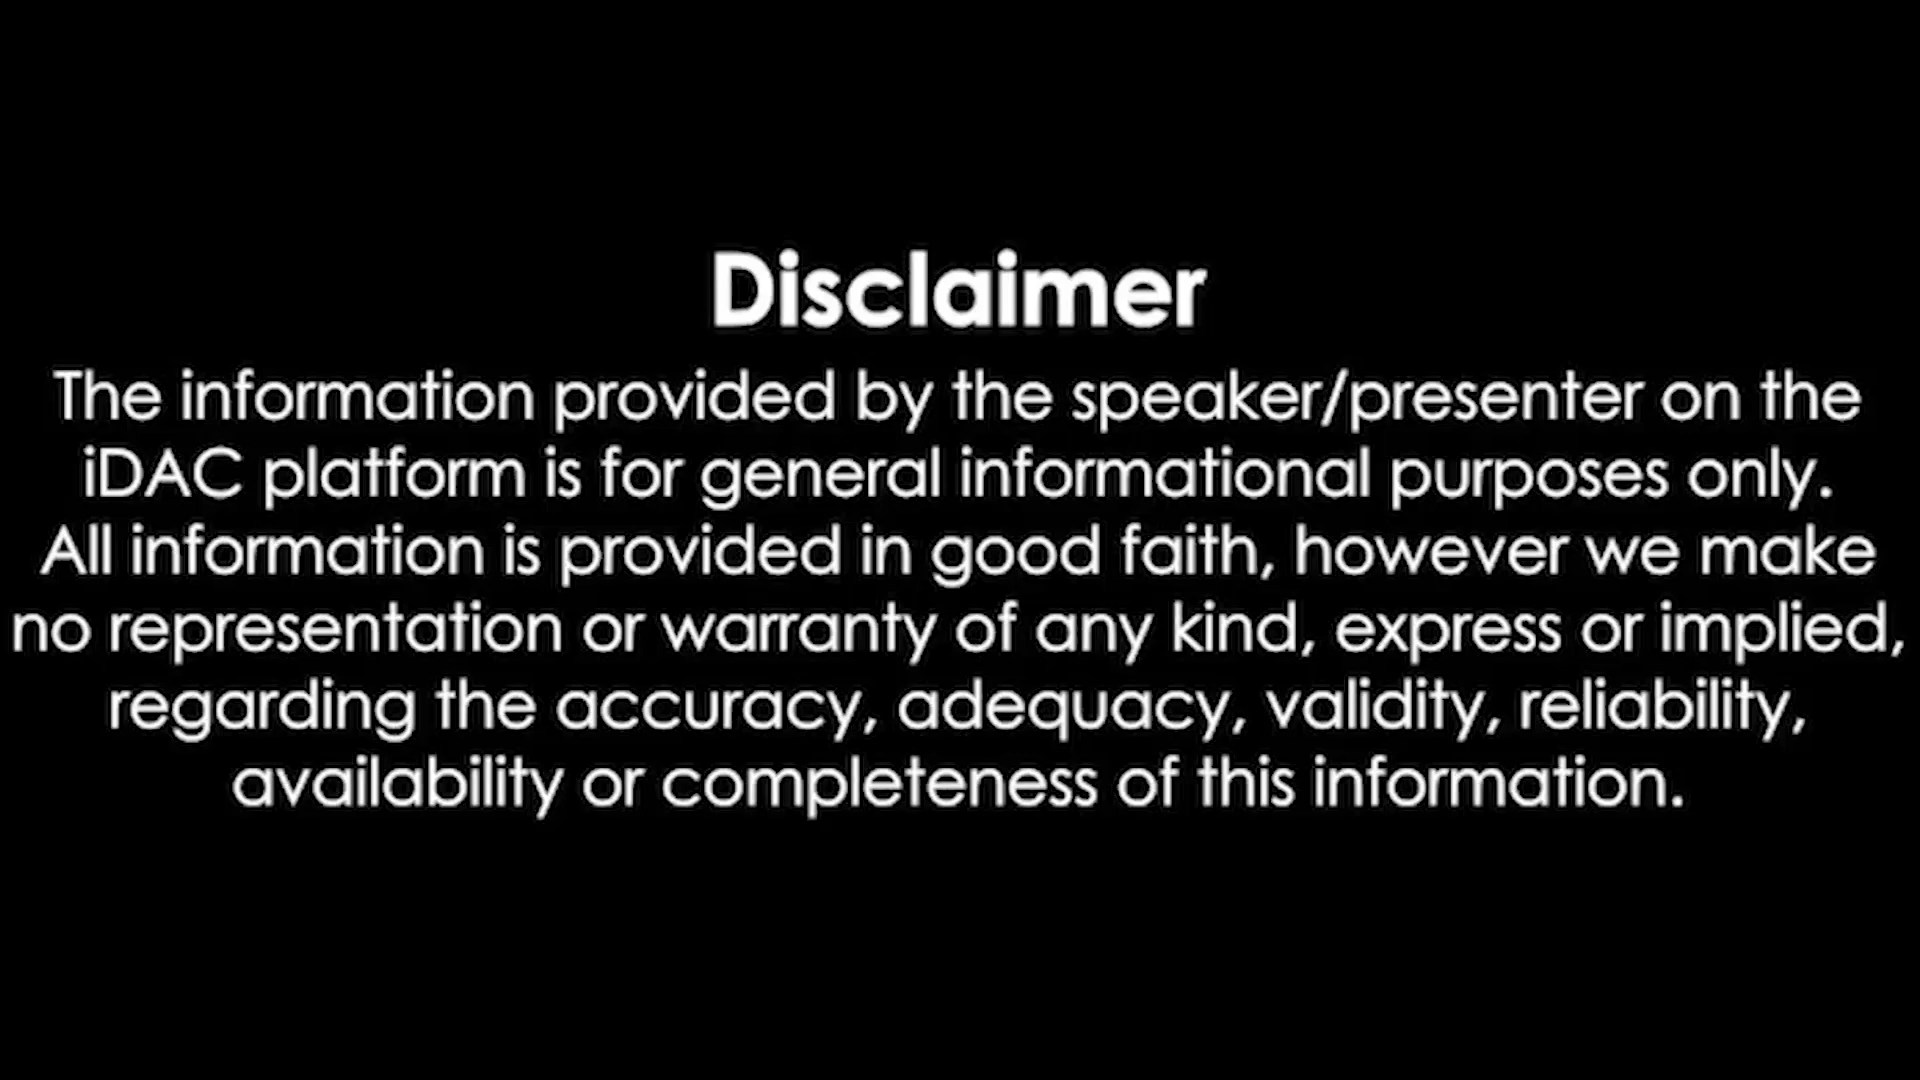 Disclaimer
The information provided by the speaker/presenter on the
iDAC platform is for general informational purposes only.
All information is provided in good faith, however we make
no representation or warranty of any kind, express or implied,
regarding the accuracy, adequacy, validity, reliability,
availability or completeness of this information.